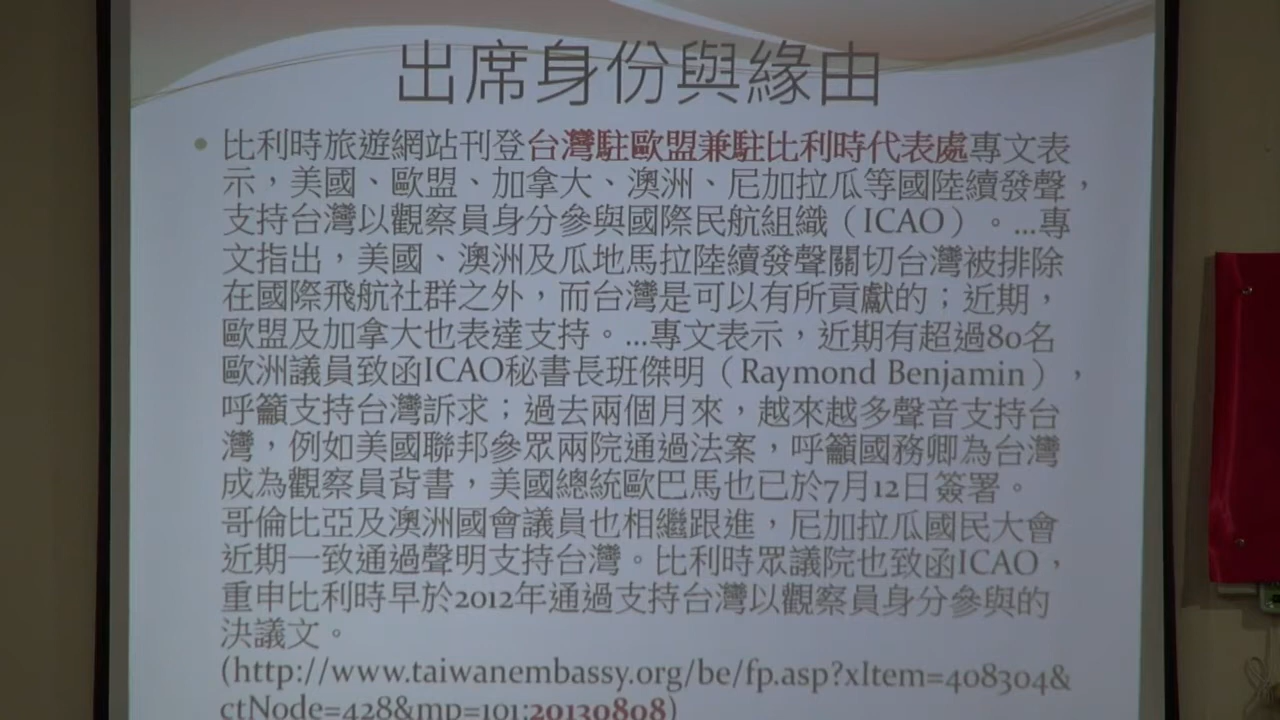 出席身份與緣由
• 比利時旅遊網站刊登台灣駐歐盟兼駐比利時代表處專文表
示，美國、歐盟、加拿大、澳洲、尼加拉瓜等國陸續發聲，
支持台灣以觀察員身分參與國際民航組織（ICAO）。…專
文指出，美國、澳洲及瓜地馬拉陸續發聲關切台灣被排除
在國際飛航社群之外，而台灣是可以有所貢獻的；近期，
歐盟及加拿大也表達支持。…專文表示，近期有超過80名
歐洲議員致函ICAO秘書長班傑明（Raymond Benjamin），
呼籲支持台灣訴求；過去兩個月來，越來越多聲音支持台
灣，例如美國聯邦參眾兩院通過法案，呼籲國務卿為台灣
成為觀察員背書，美國總統歐巴馬也已於7月12日簽署。
哥倫比亞及澳洲國會議員也相繼跟進，尼加拉瓜國民大會
近期一致通過聲明支持台灣。比利時眾議院也致函ICAO，
重申比利時早於2012年通過支持台灣以觀察員身分參與的
決議文。
(http://www.taiwanembassy.org/be/fp.asp?xItem=408304&
ctNode=428&mp=101;20130808)